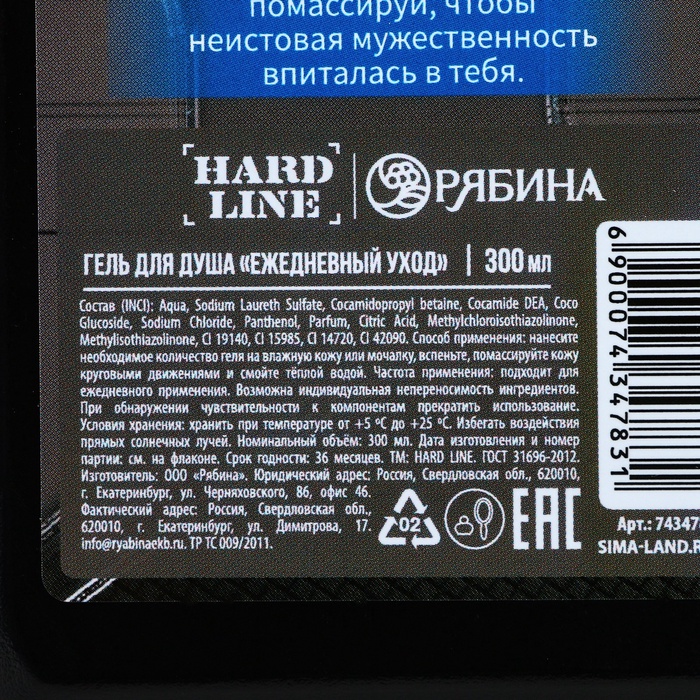 помассируй, чтобы
неистовая мужественность
впиталась в тебя.
HARD
LINE
РЯБИНА
ГЕЛЬ ДЛЯ ДУША «ЕЖЕДНЕВНЫЙ УХОД» | 300 мл
Состав (INCI): Aqua, Sodium Laureth Sulfate, Cocamidopropyl betaine, Cocamide DEA, Coco
Glucoside, Sodium Chloride, Panthenol, Parfum, Citric Acid, Methylchloroisothiazolinone,
Methylisothiazolinone, CI 19140, CI 15985, CI 14720, CI 42090. Способ применения: нанесите
необходимое количество геля на влажную кожу или мочалку, вспеньте, помассируйте кожу
круговыми движениями и смойте тёплой водой. Частота применения: подходит для
ежедневного применения. Возможна индивидуальная непереносимость ингредиентов.
При обнаружении чувствительности к компонентам прекратить использование.
Условия хранения: хранить при температуре от +5 °C до +25 °C. Избегать воздействия
прямых солнечных лучей. Номинальный объём: 300 мл. Дата изготовления и номер
партии: см. на флаконе. Срок годности: 36 месяцев. ТМ: HARD LINE. ГОСТ 31696-2012.
Изготовитель: ООО «Рябина». Юридический адрес: Россия, Свердловская обл., 620010,
г. Екатеринбург, ул. Черняховского, 86, офис 46.
Фактический адрес: Россия, Свердловская обл.,
620010, г. Екатеринбург, ул. Димитрова, 17.
info@ryabinaekb.ru. ТР ТС 009/2011.
02
EAC
6 900074 347831
Арт.: 74347
SIMA-LAND.R